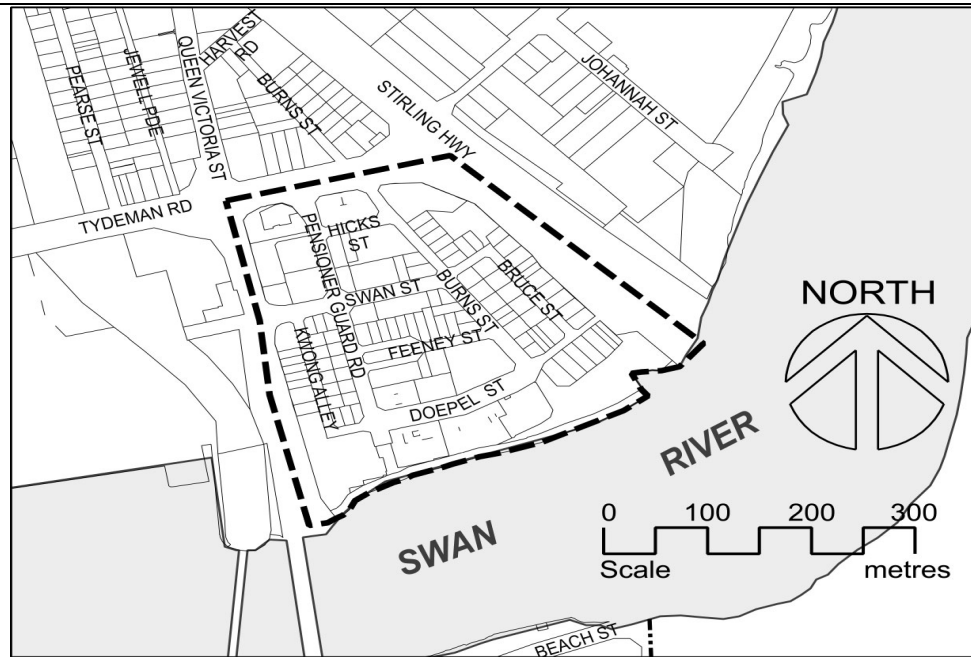 HARVEST
RD
QUEEN VICTORIA ST
JEWELL PDE
PEARSE ST
BURNS ST
STIRLING HWY
JOHANNAH ST
TYDEMAN RD
HICKS
ST
PENSIONER GUARD RD
SWAN ST
BURNS ST
BRUCE ST
KWONG ALLEY
FEENEY ST
DOEPEL ST
NORTH
SWAN
RIVER
0 100 200 300
Scale metres
BEACH ST